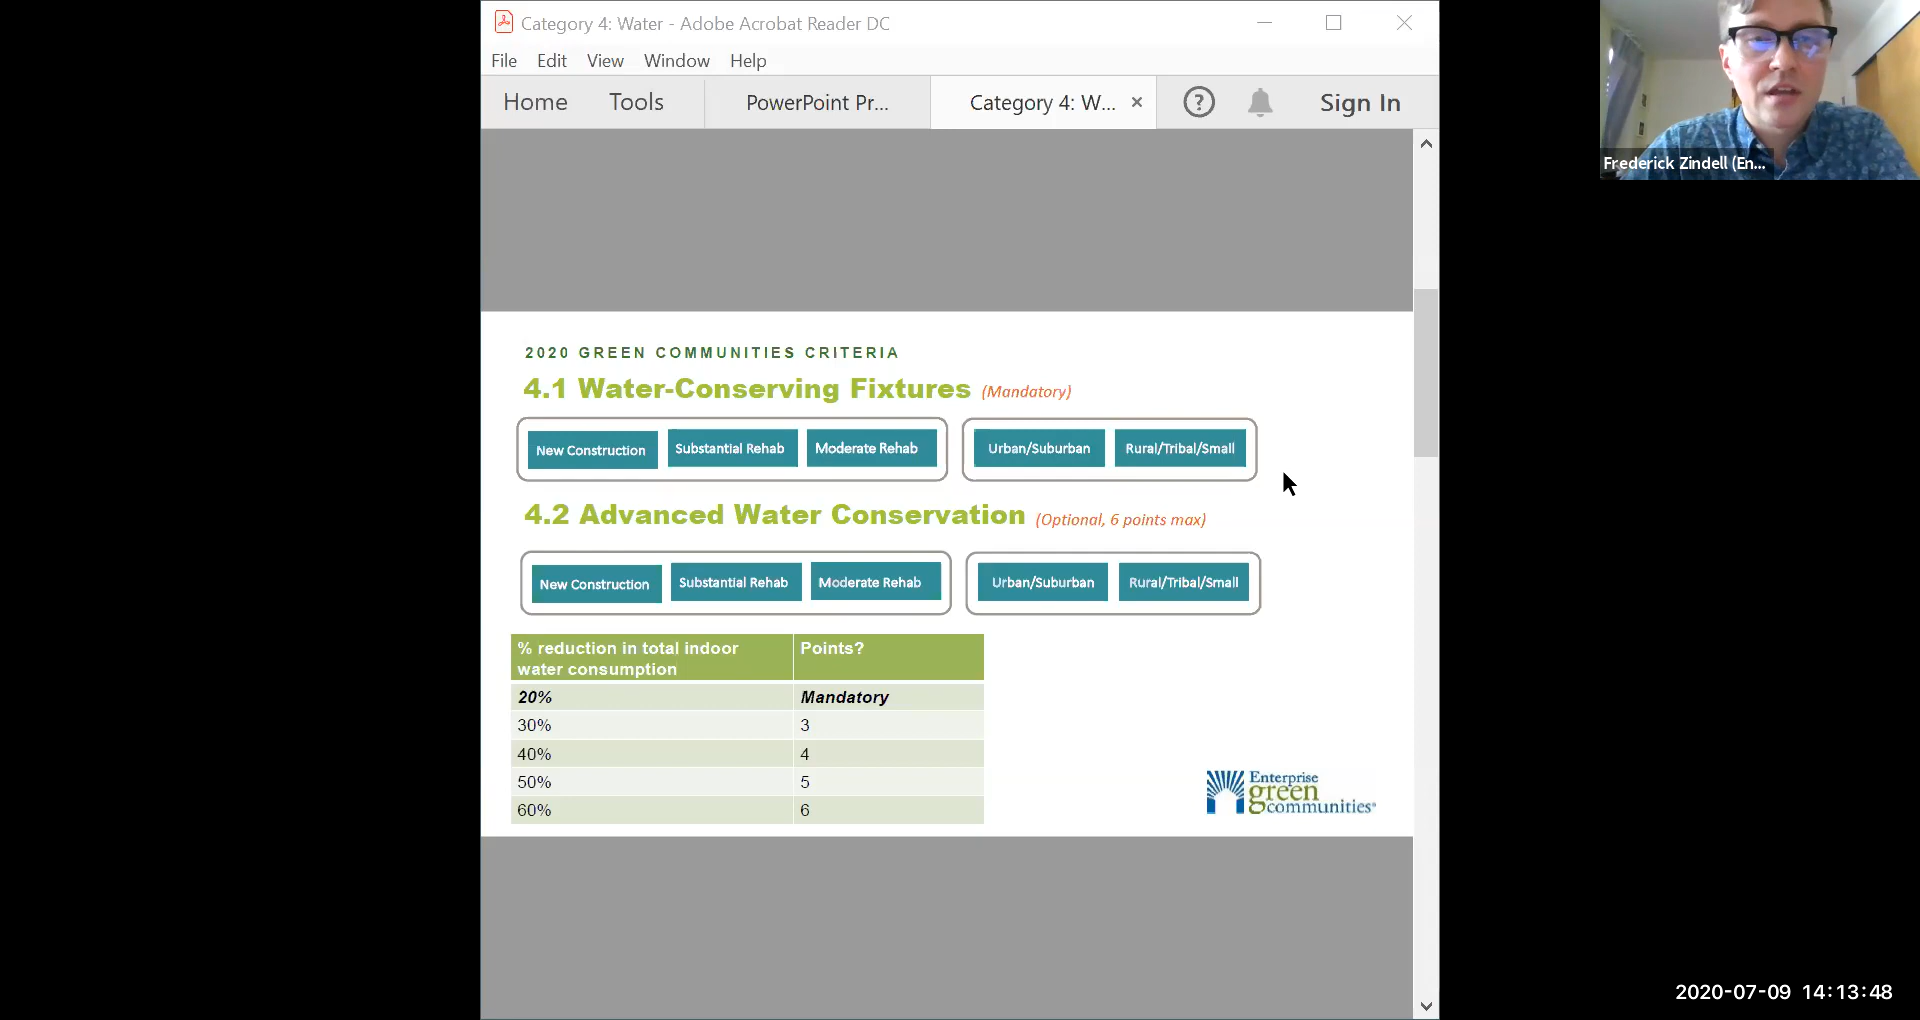 Category 4: Water - Adobe Acrobat Reader DC
File Edit View Window Help
Home Tools PowerPoint Pr... Category 4: W... × ? Sign In
Frederick Zindell (En...
2020 GREEN COMMUNITIES CRITERIA
4.1 Water-Conserving Fixtures (Mandatory)
New Construction Substantial Rehab Moderate Rehab Urban/Suburban Rural/Tribal/Small
4.2 Advanced Water Conservation (Optional, 6 points max)
New Construction Substantial Rehab Moderate Rehab Urban/Suburban Rural/Tribal/Small
% reduction in total indoor
water consumption
Points?
20% Mandatory
30% 3
40% 4
50% 5
60% 6
Enterprise
green
communities®
2020-07-09 14:13:48